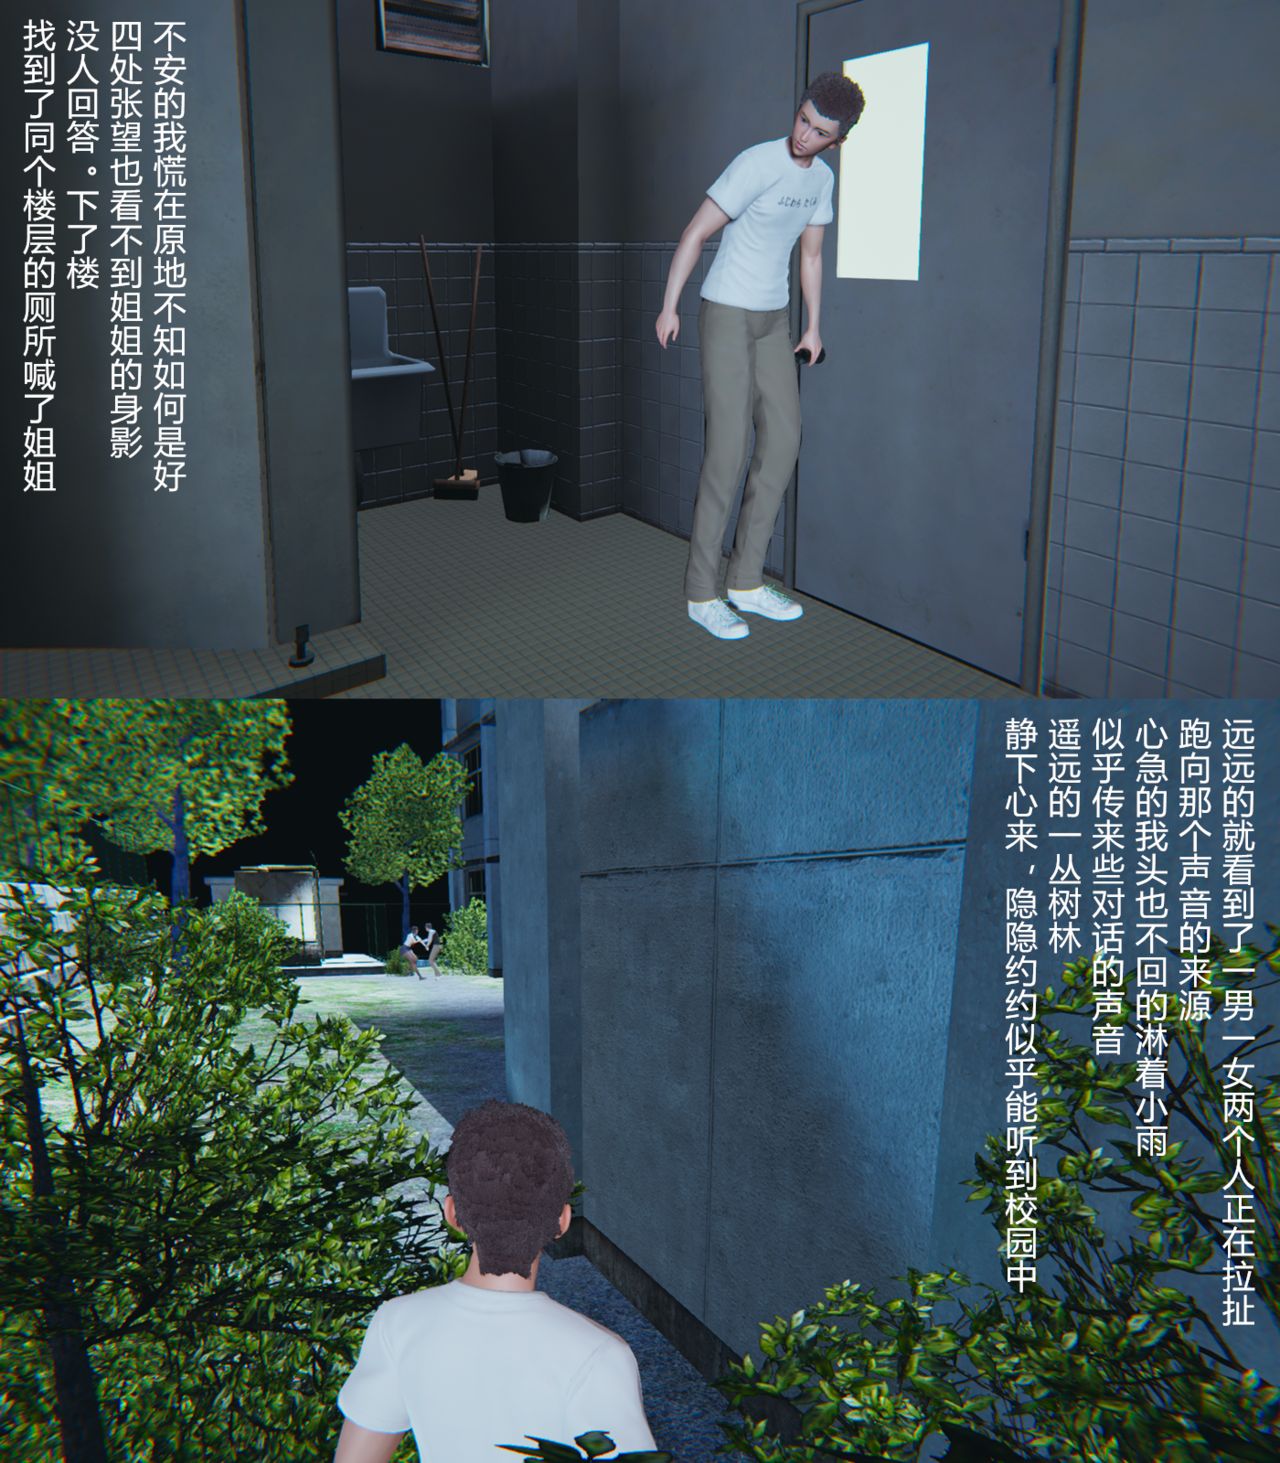 找到了同个楼层的厕所喊了姐姐
没人回答。下了楼
四处张望也看不到姐姐的身影
不安的我慌在原地不知如何是好
ふじわら
静下心来，隐隐约约似乎能听到校园中
遥远的一丛树林
似乎传来些对话的声音
心急的我头也不回的淋着小雨
跑向那个声音的来源
远远的就看到了一男一女两个人正在拉扯